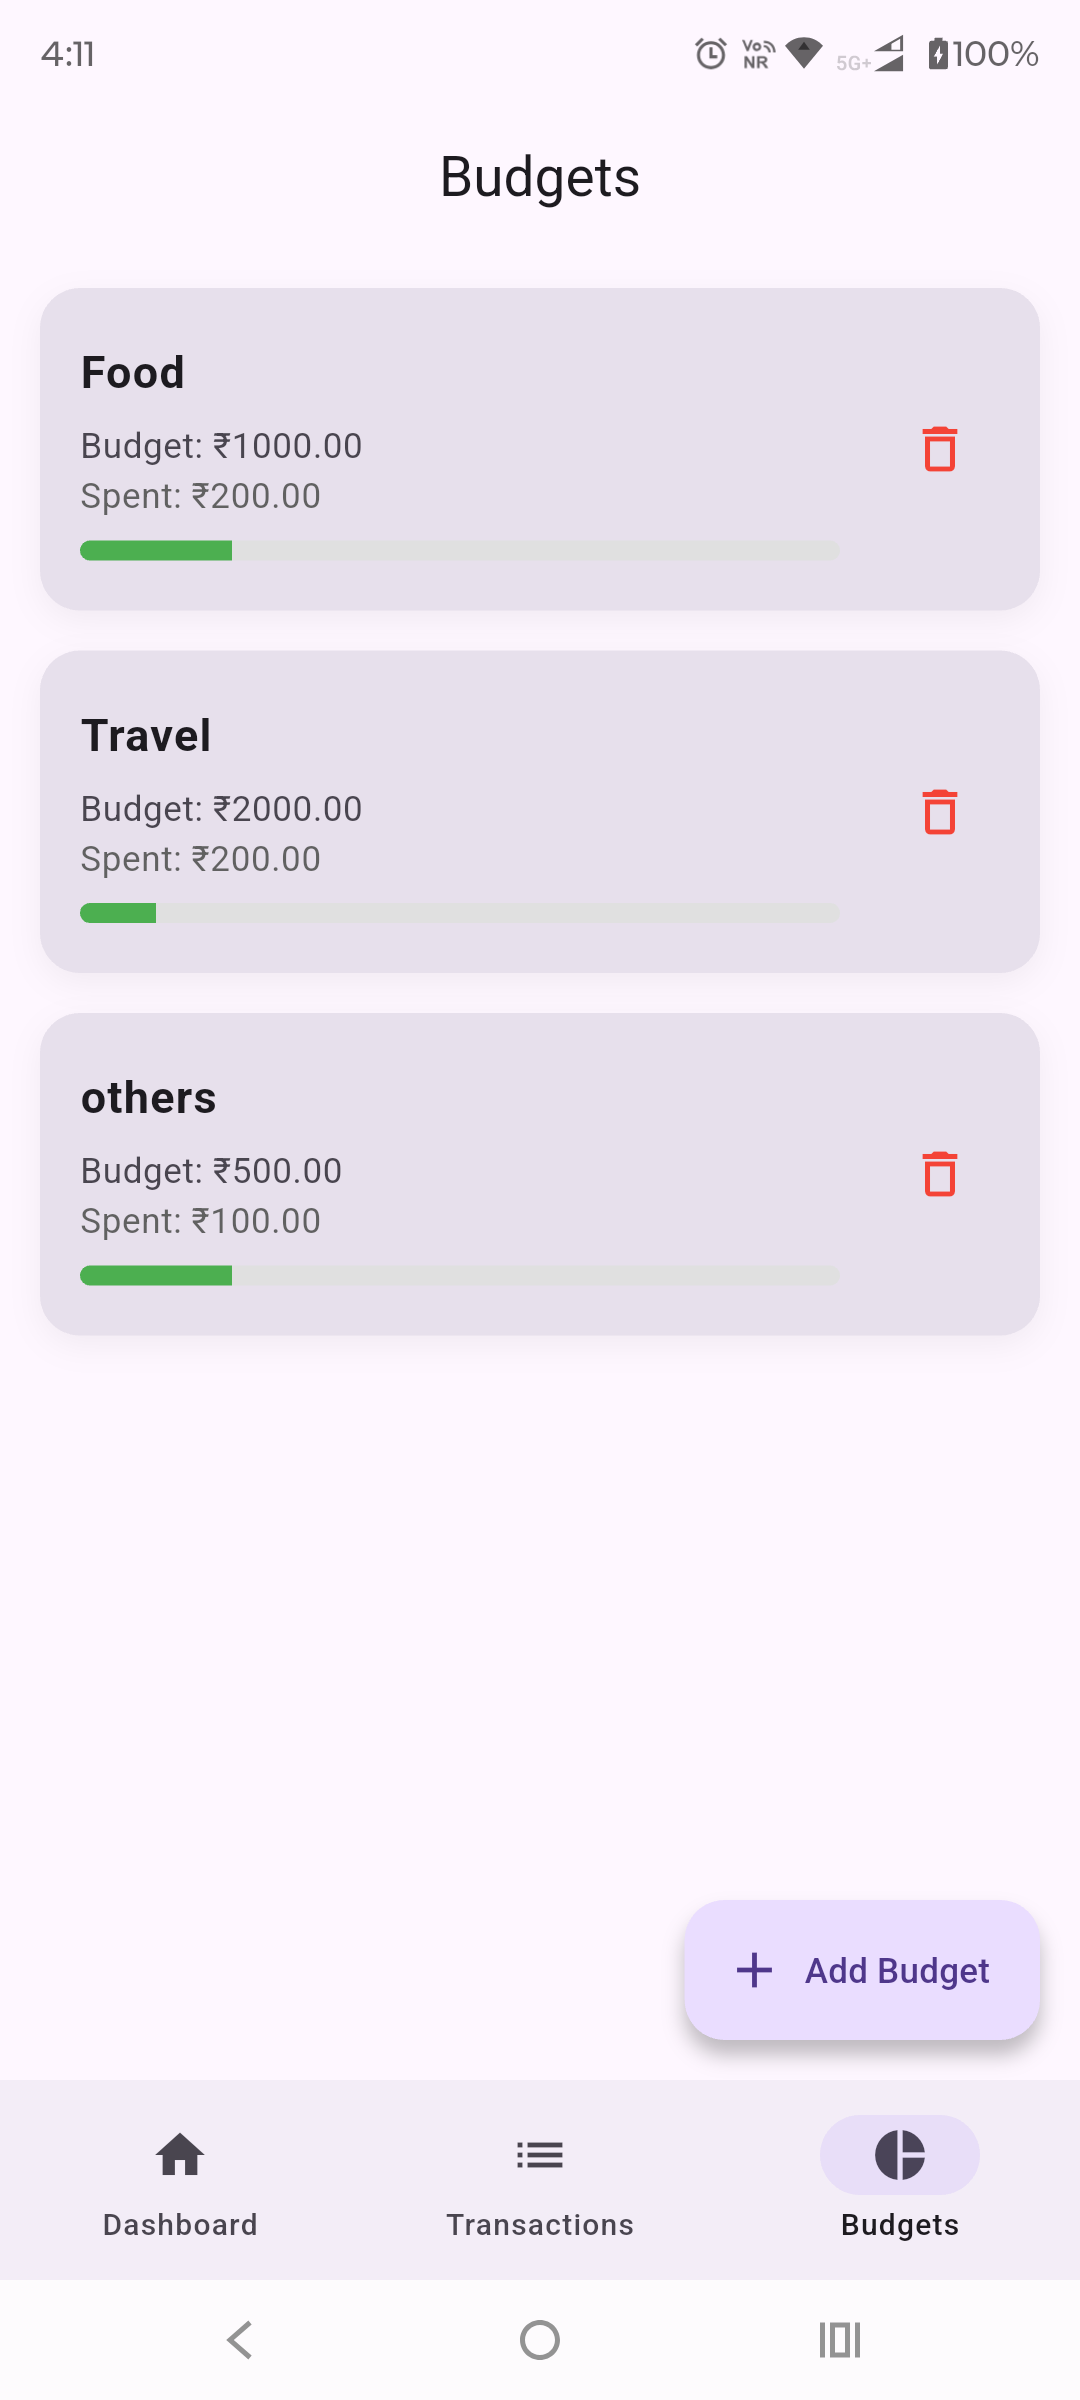 4:11 Vo NR 5G+ 100%
Budgets
Food
Budget: ₹1000.00
Spent: ₹200.00
Travel
Budget: ₹2000.00
Spent: ₹200.00
others
Budget: ₹500.00
Spent: ₹100.00
Add Budget
Dashboard Transactions Budgets